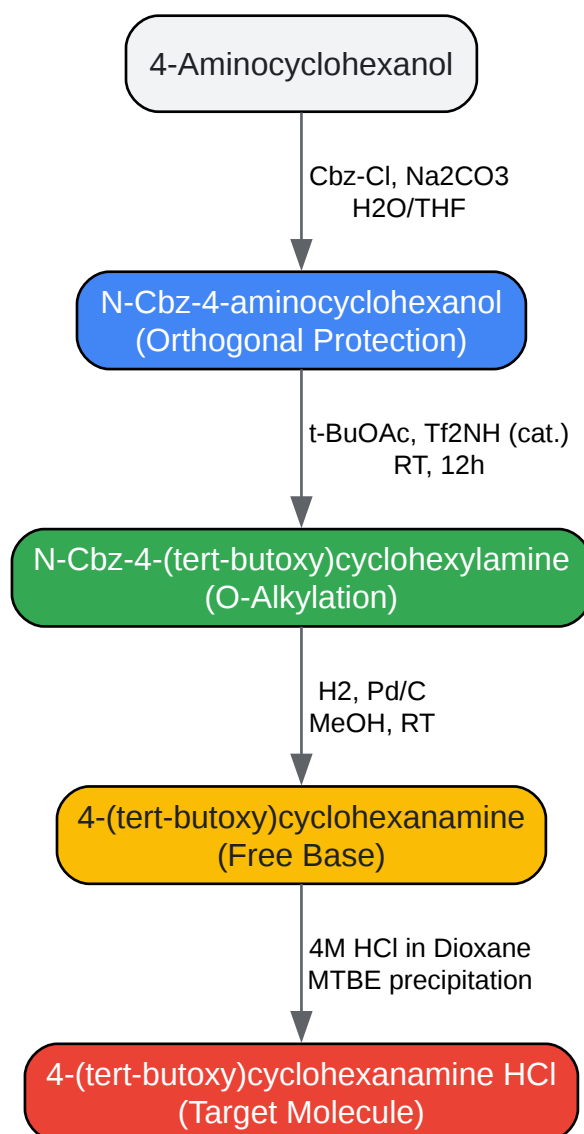 4-Aminocyclohexanol
Cbz-Cl, Na2CO3
H2O/THF
N-Cbz-4-aminocyclohexanol
(Orthogonal Protection)
t-BuOAc, Tf2NH (cat.)
RT, 12h
N-Cbz-4-(tert-butoxy)cyclohexylamine
(O-Alkylation)
H2, Pd/C
MeOH, RT
4-(tert-butoxy)cyclohexanamine
(Free Base)
4M HCl in Dioxane
MTBE precipitation
4-(tert-butoxy)cyclohexanamine HCl
(Target Molecule)